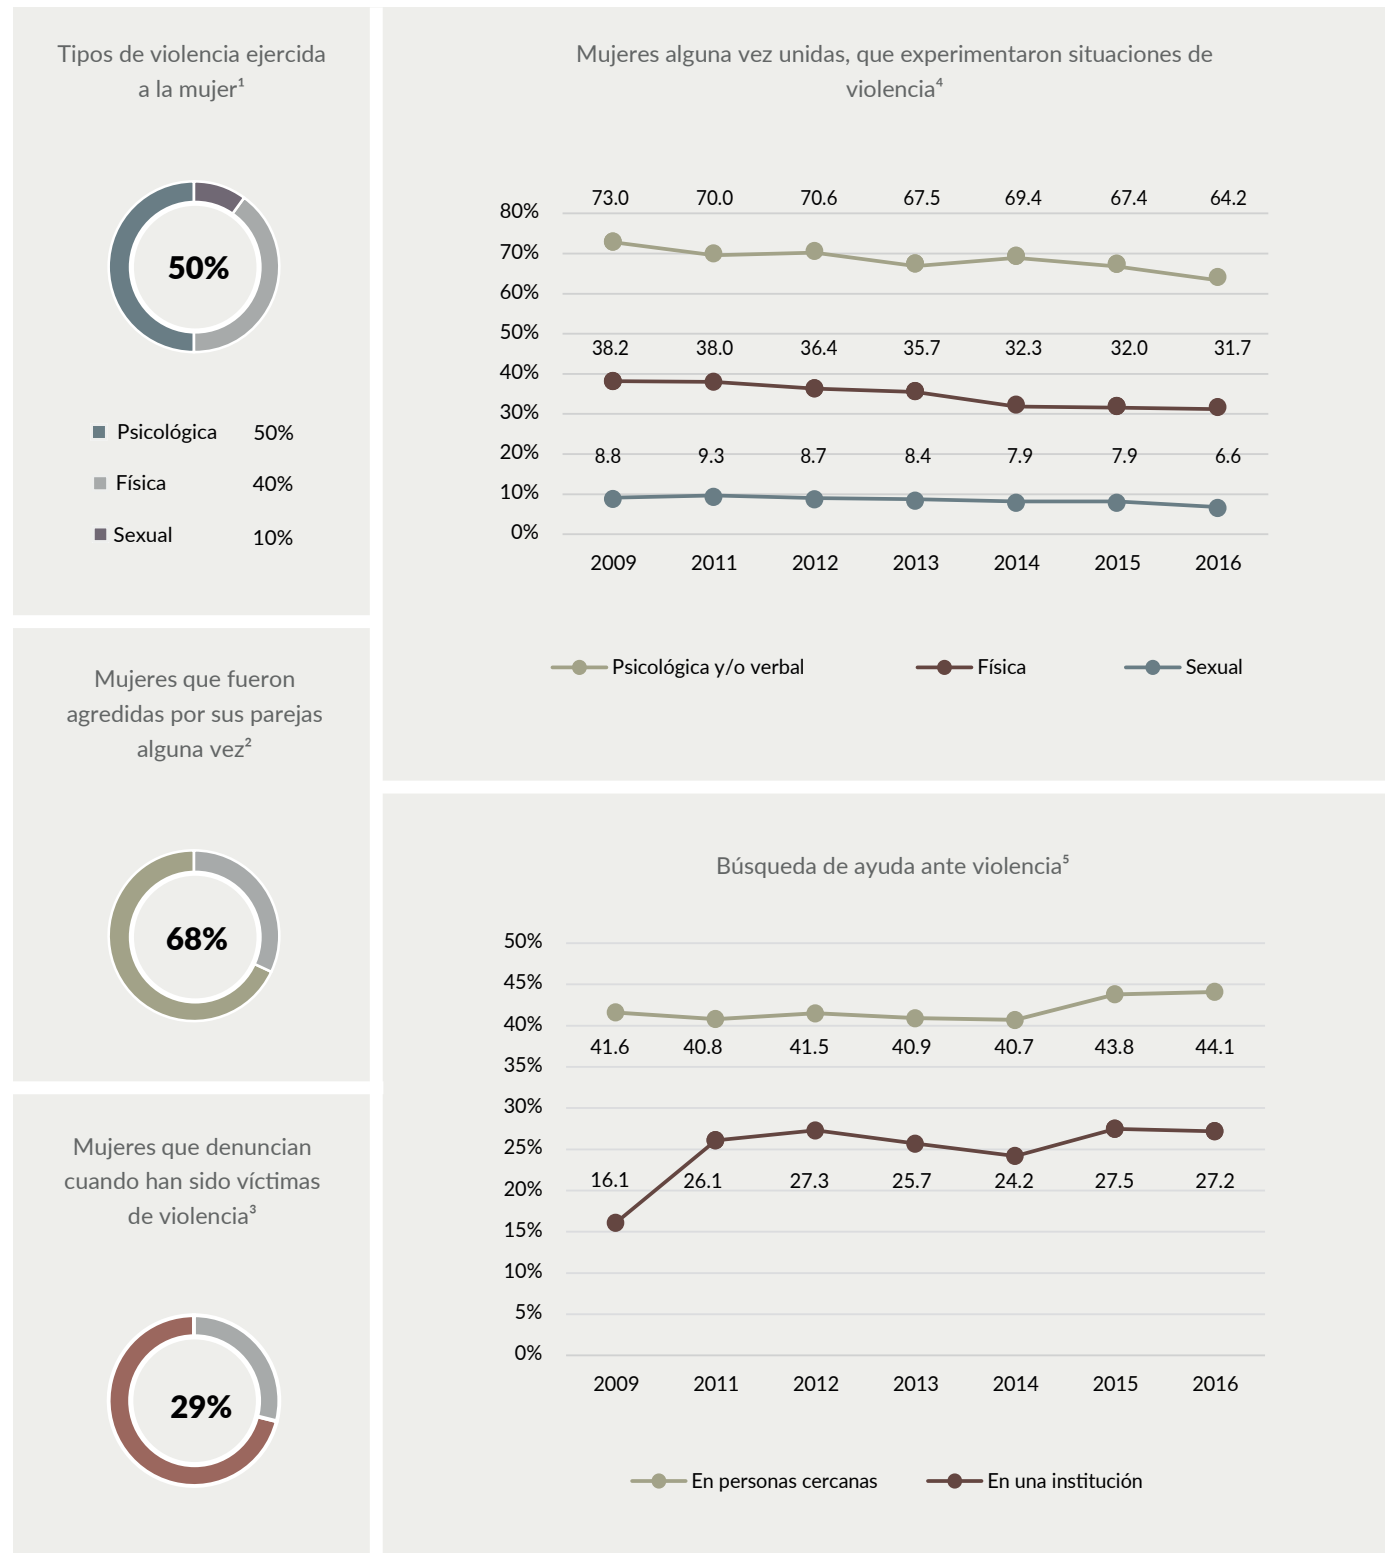 Tipos de violencia ejercida
a la mujer¹
50%
Psicológica 50%
Física 40%
Sexual 10%
Mujeres que fueron
agredidas por sus parejas
alguna vez²
68%
Mujeres que denuncian
cuando han sido víctimas
de violencia³
29%
Mujeres alguna vez unidas, que experimentaron situaciones de
violencia⁴
73.0 70.0 70.6 67.5 69.4 67.4 64.2
80%
70%
60%
50%
38.2 38.0 36.4 35.7 32.3 32.0 31.7
40%
30%
20%
8.8 9.3 8.7 8.4 7.9 7.9 6.6
10%
0%
2009 2011 2012 2013 2014 2015 2016
Psicológica y/o verbal Física Sexual
Búsqueda de ayuda ante violencia⁵
50%
45%
40%
41.6 40.8 41.5 40.9 40.7 43.8 44.1
35%
30%
25%
16.1 26.1 27.3 25.7 24.2 27.5 27.2
20%
15%
10%
5%
0%
2009 2011 2012 2013 2014 2015 2016
En personas cercanas En una institución